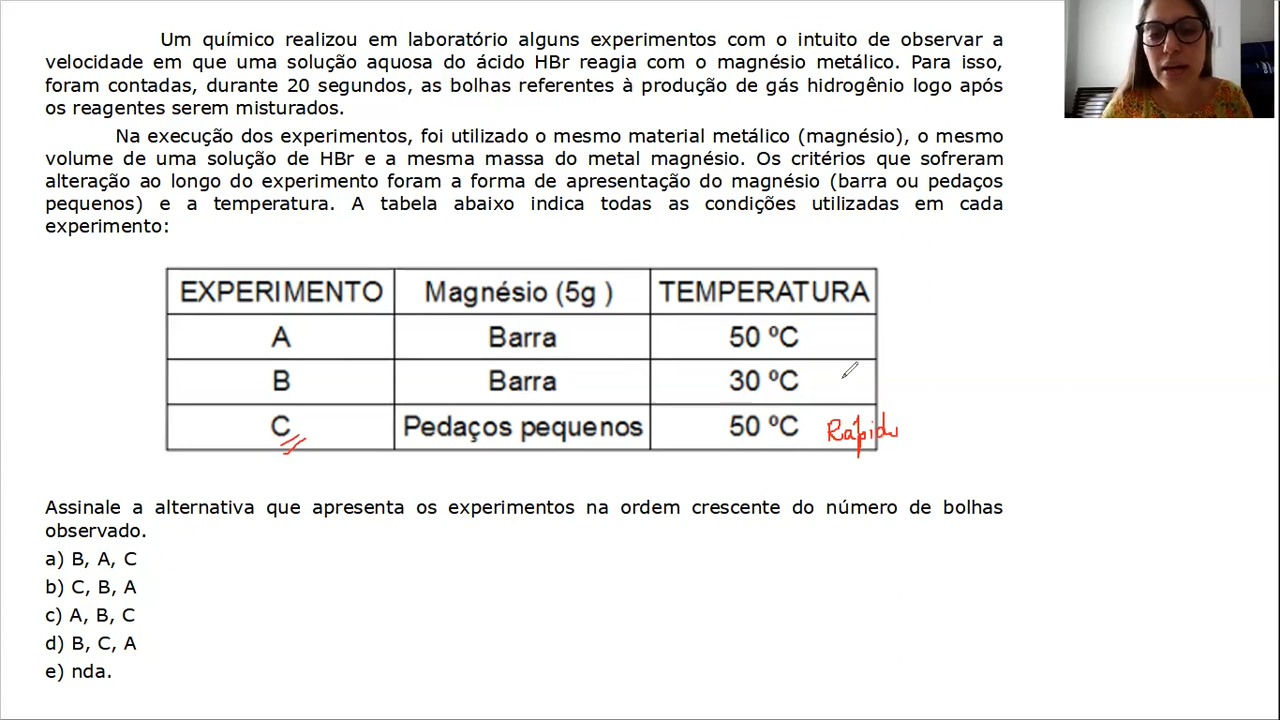 Um químico realizou em laboratório alguns experimentos com o intuito de observar a
velocidade em que uma solução aquosa do ácido HBr reagia com o magnésio metálico. Para isso,
foram contadas, durante 20 segundos, as bolhas referentes à produção de gás hidrogênio logo após
os reagentes serem misturados.
Na execução dos experimentos, foi utilizado o mesmo material metálico (magnésio), o mesmo
volume de uma solução de HBr e a mesma massa do metal magnésio. Os critérios que sofreram
alteração ao longo do experimento foram a forma de apresentação do magnésio (barra ou pedaços
pequenos) e a temperatura. A tabela abaixo indica todas as condições utilizadas em cada
experimento:
EXPERIMENTO Magnésio (5g ) TEMPERATURA
A Barra 50 ºC
B Barra 30 ºC
C Pedaços pequenos 50 ºC Rápido
Assinale a alternativa que apresenta os experimentos na ordem crescente do número de bolhas
observado.
a) B, A, C
b) C, B, A
c) A, B, C
d) B, C, A
e) nda.